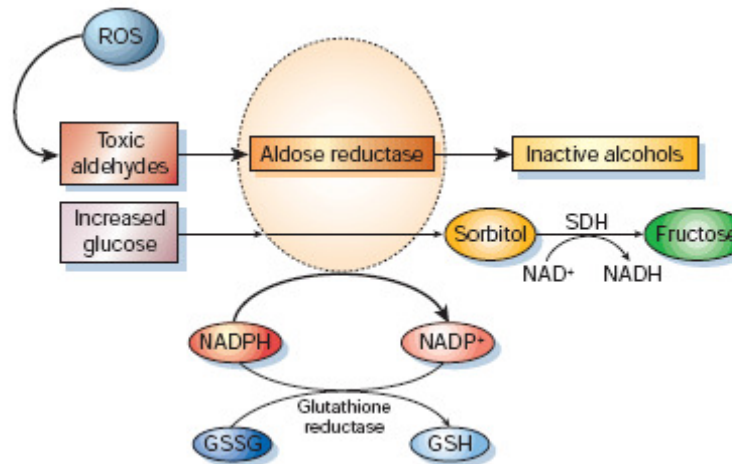 ROS
Toxic
aldehydes
Aldose reductase
Inactive alcohols
Increased
glucose
Sorbitol
SDH
Fructose
NAD⁺
NADH
NADPH
NADP⁺
Glutathione
reductase
GSSG
GSH